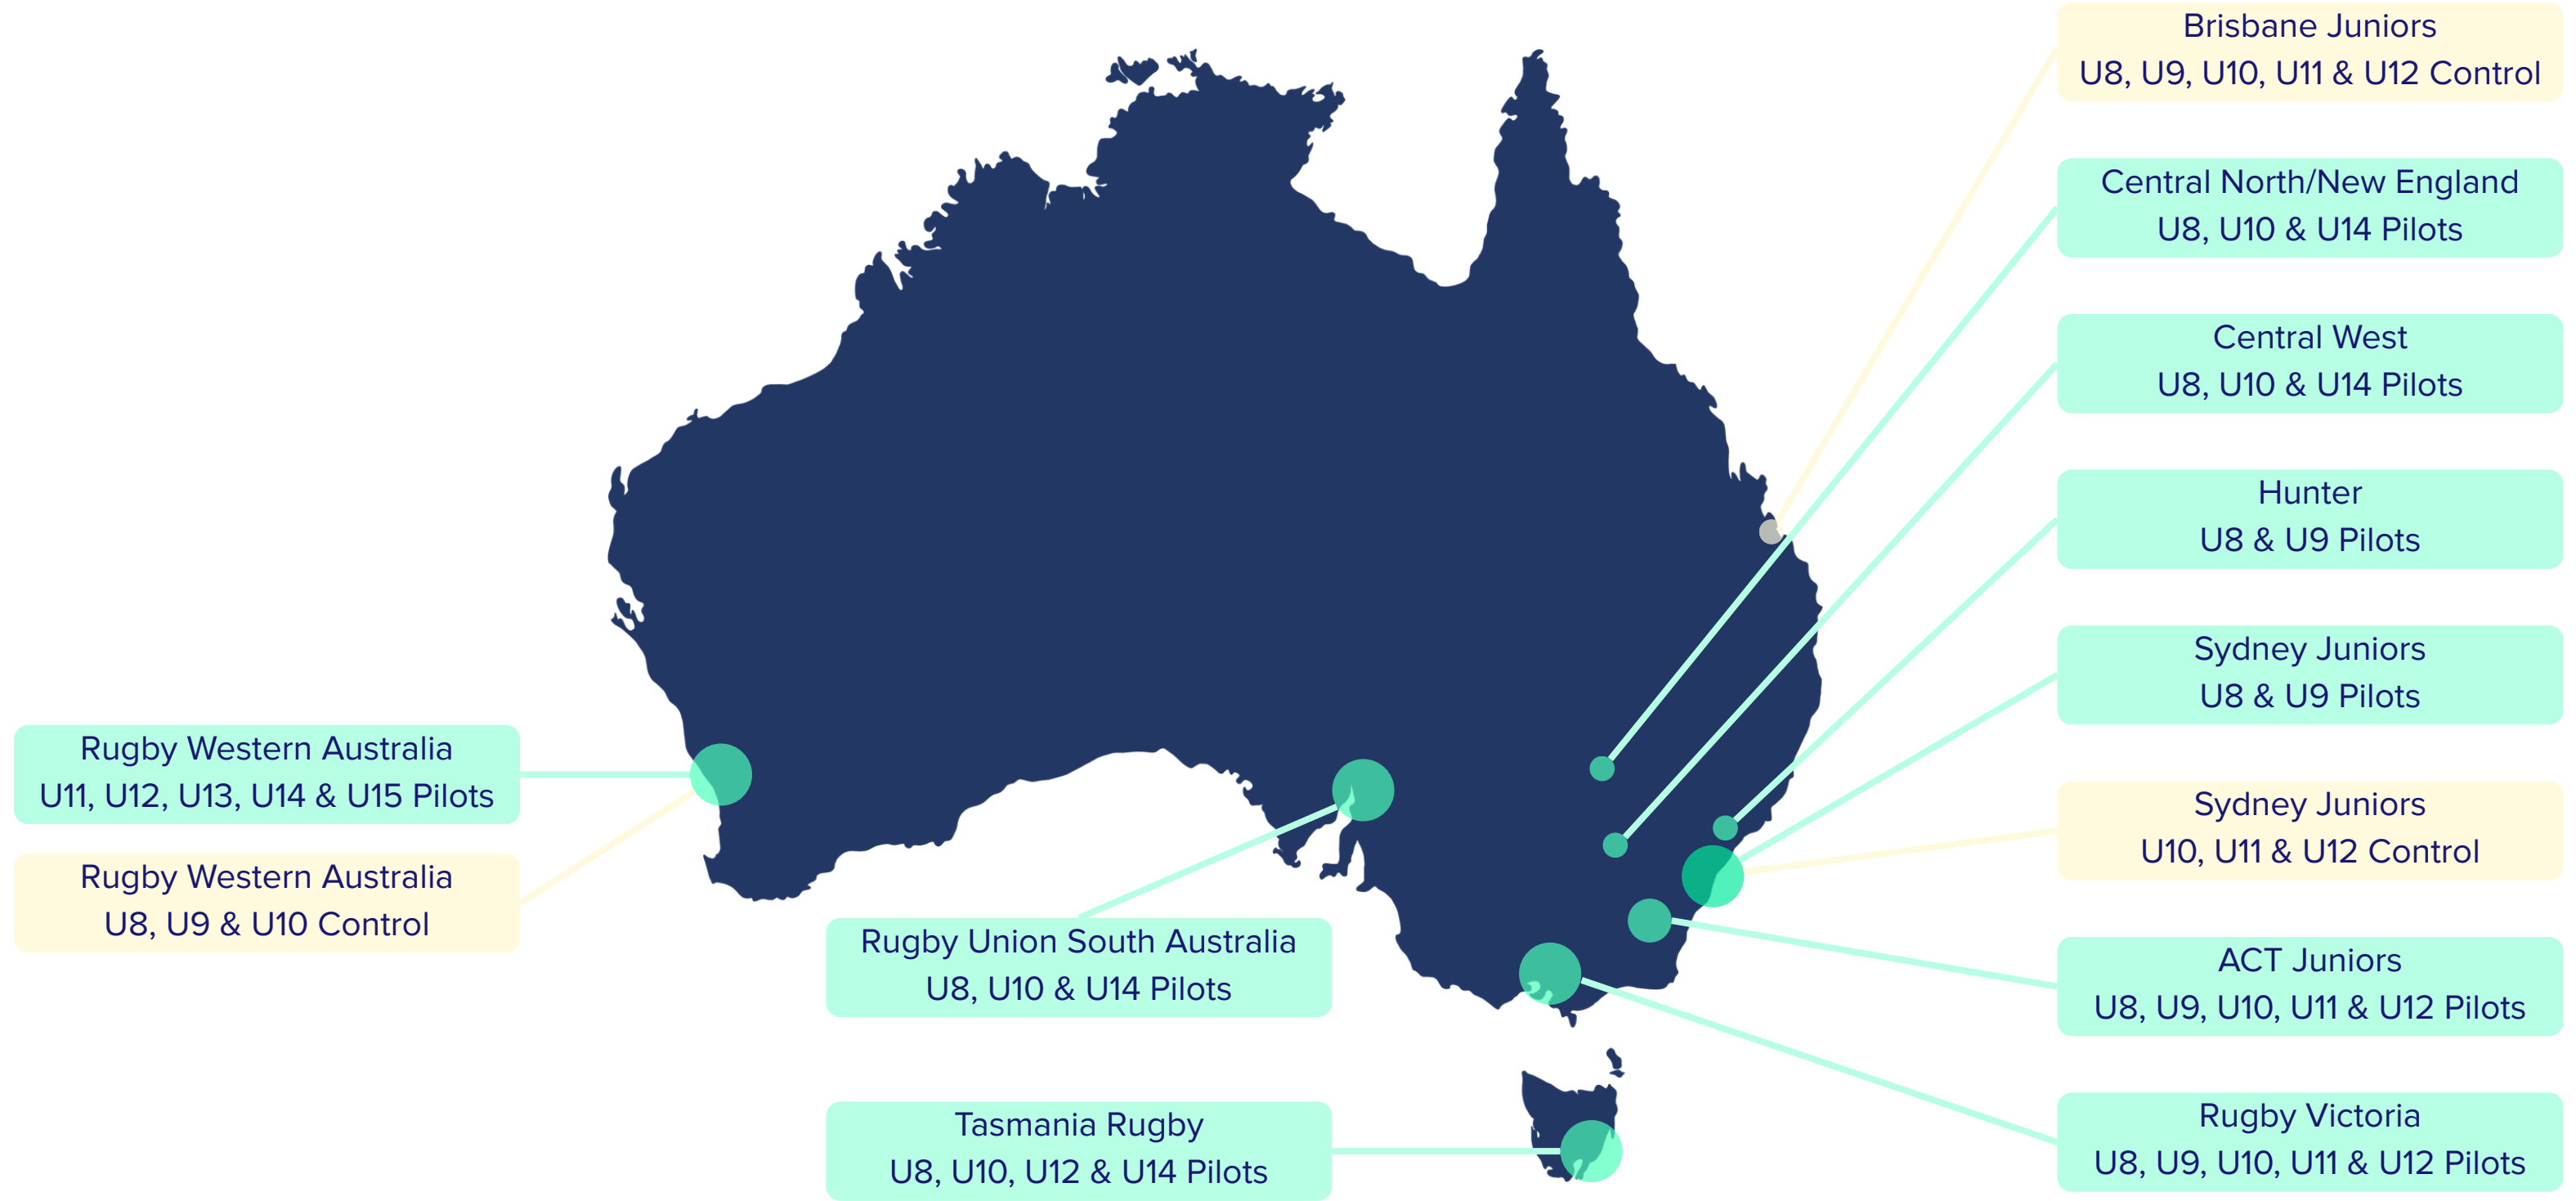 Brisbane Juniors
U8, U9, U10, U11 & U12 Control
Central North/New England
U8, U10 & U14 Pilots
Central West
U8, U10 & U14 Pilots
Hunter
U8 & U9 Pilots
Sydney Juniors
U8 & U9 Pilots
Sydney Juniors
U10, U11 & U12 Control
ACT Juniors
U8, U9, U10, U11 & U12 Pilots
Rugby Victoria
U8, U9, U10, U11 & U12 Pilots
Rugby Western Australia
U11, U12, U13, U14 & U15 Pilots
Rugby Western Australia
U8, U9 & U10 Control
Rugby Union South Australia
U8, U10 & U14 Pilots
Tasmania Rugby
U8, U10, U12 & U14 Pilots